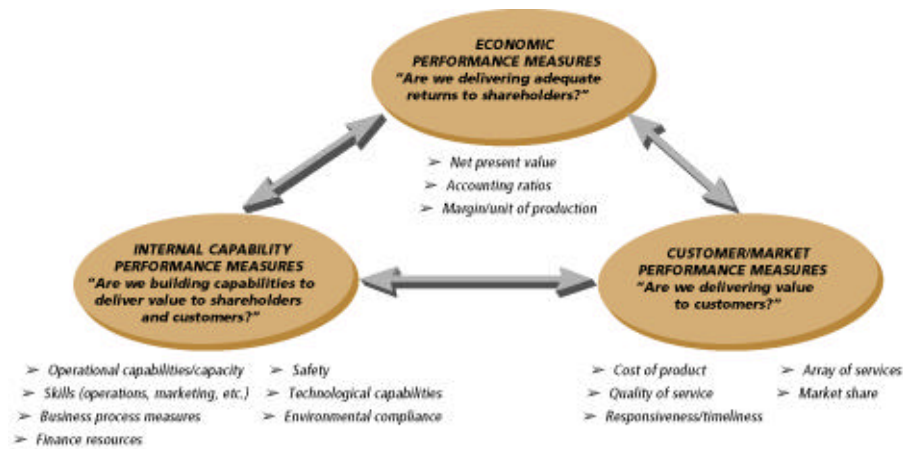 ECONOMIC
PERFORMANCE MEASURES
"Are we delivering adequate
returns to shareholders?"
➢ Net present value
➢ Accounting ratios
➢ Margin/unit of production
INTERNAL CAPABILITY
PERFORMANCE MEASURES
"Are we building capabilities to
deliver value to shareholders
and customers?"
CUSTOMER/MARKET
PERFORMANCE MEASURES
"Are we delivering value
to customers?"
➢ Operational capabilities/capacity
➢ Skills (operations, marketing, etc.)
➢ Business process measures
➢ Finance resources
➢ Safety
➢ Technological capabilities
➢ Environmental compliance
➢ Cost of product
➢ Quality of service
➢ Responsiveness/timeliness
➢ Array of services
➢ Market share